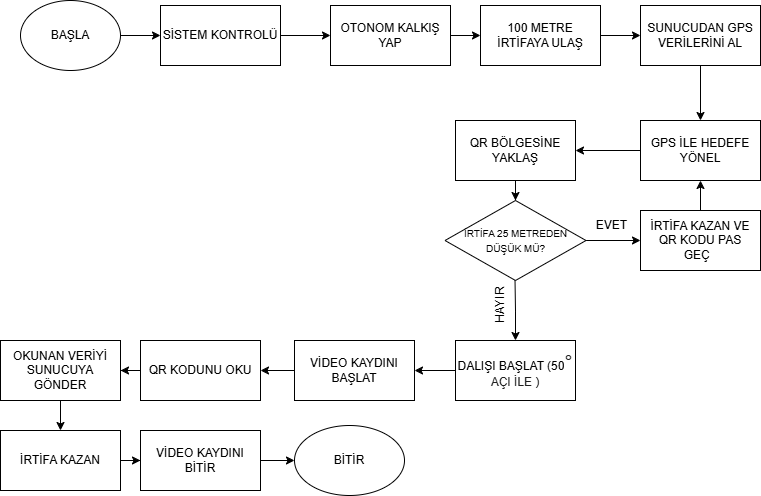 BAŞLA
SİSTEM KONTROLÜ
OTONOM KALKIŞ
YAP
100 METRE
İRTİFAYA ULAŞ
SUNUCUDAN GPS
VERİLERİNİ AL
GPS İLE HEDEFE
YÖNEL
QR BÖLGESİNE
YAKLAŞ
İRTİFA 25 METREDEN
DÜŞÜK MÜ?
EVET
İRTİFA KAZAN VE
QR KODU PAS
GEÇ
HAYIR
DALIŞI BAŞLAT (50°
AÇI İLE )
VİDEO KAYDINI
BAŞLAT
QR KODUNU OKU
OKUNAN VERİYİ
SUNUCUYA
GÖNDER
İRTİFA KAZAN
VİDEO KAYDINI
BİTİR
BİTİR